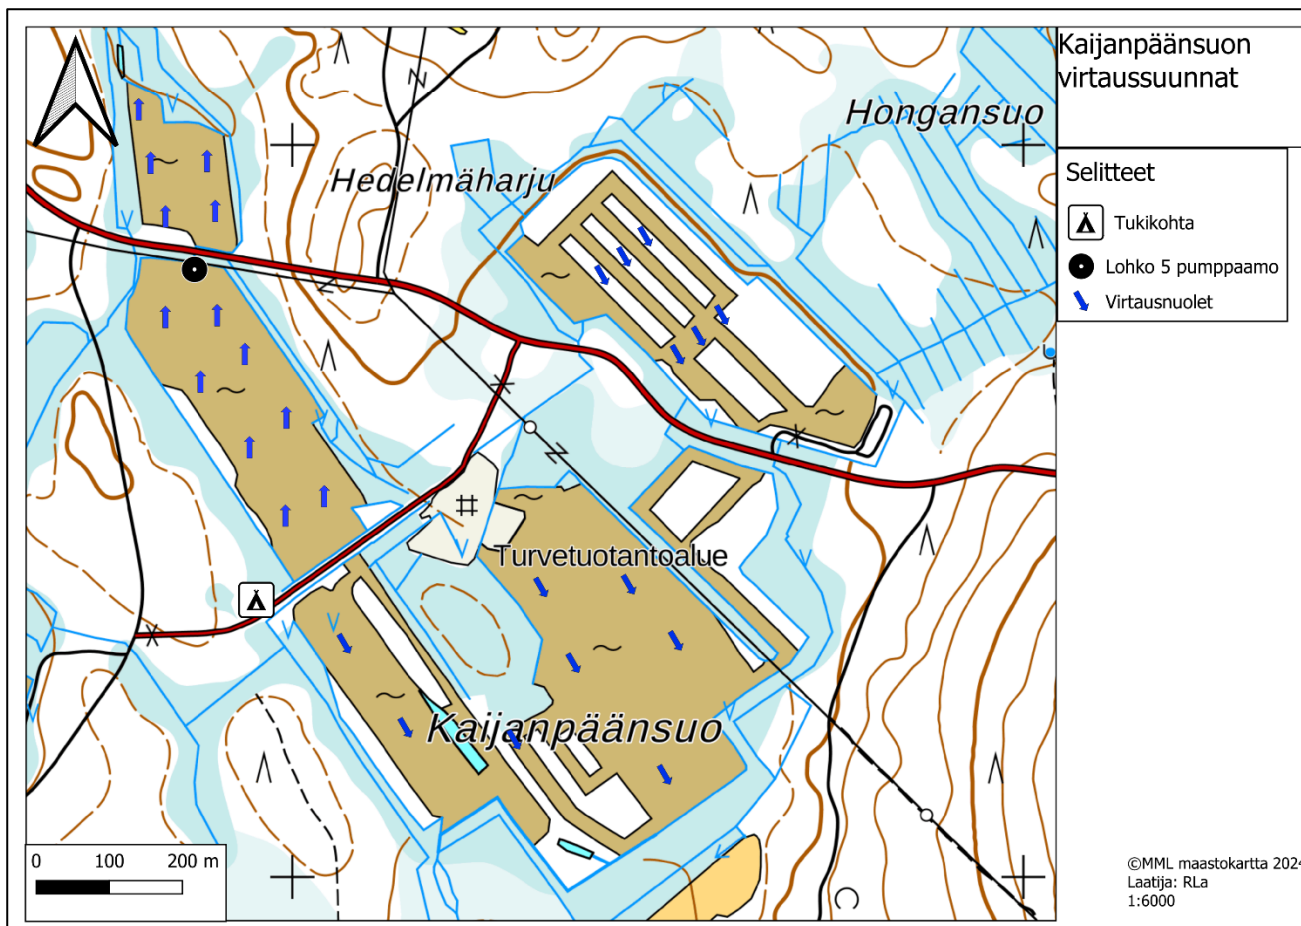 Kaijanpäänsuon
virtaussuunnat
Selitteet
Tukikohta
Lohko 5 pumppaamo
Virtausnuolet
Hongansuo
Hedelmäharju
Turvetuotantoalue
Kaijanpäänsuo
0 100 200 m
©MML maastokartta 2024
Laatija: RLa
1:6000